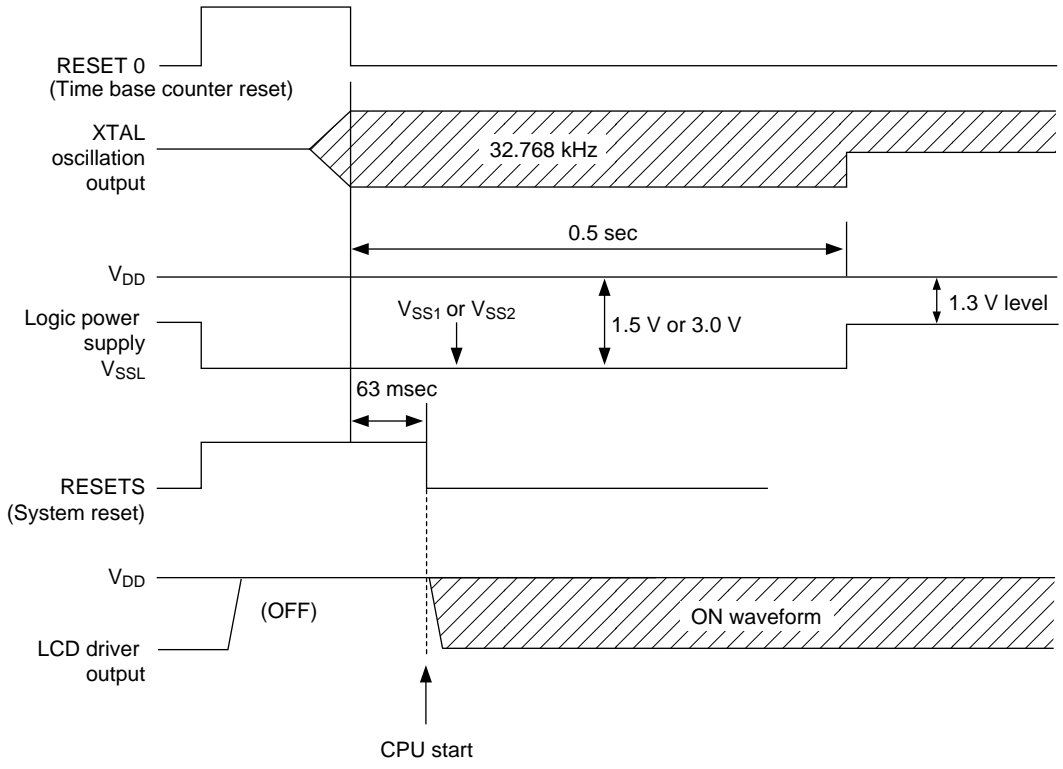 RESET 0
(Time base counter reset)
XTAL
oscillation
output
32.768 kHz
0.5 sec
VDD
Logic power
supply
VSSL
VSS1 or VSS2
1.5 V or 3.0 V
1.3 V level
63 msec
RESETS
(System reset)
VDD
(OFF)
ON waveform
LCD driver
output
CPU start